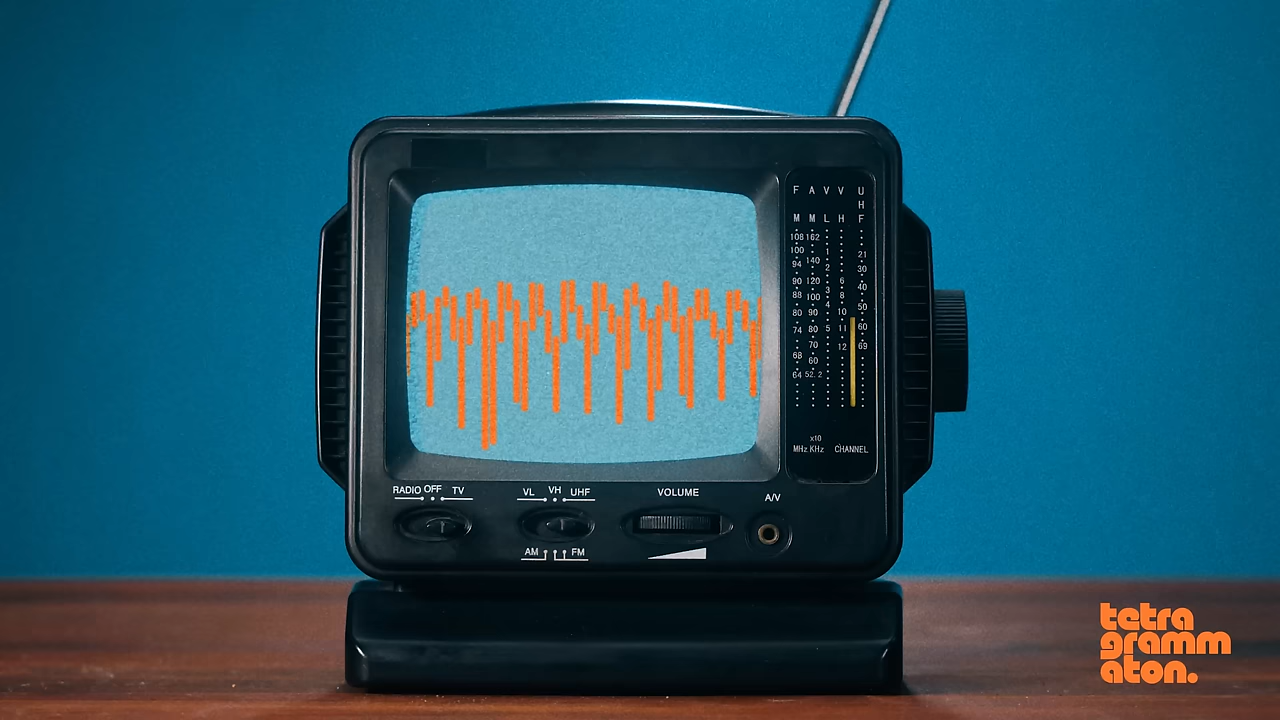 F A V V U
H
M M L H F
108 162
100 1 21
94 140 2 30
90 120 3 6 40
88 100 4 8 50
80 90 10
74 80 5 11 60
70 12 69
68 60
64 52.2
x10
MHz KHz CHANNEL
RADIO OFF TV
VL VH UHF
VOLUME
A/V
AM FM
tetra
gramm
aton.